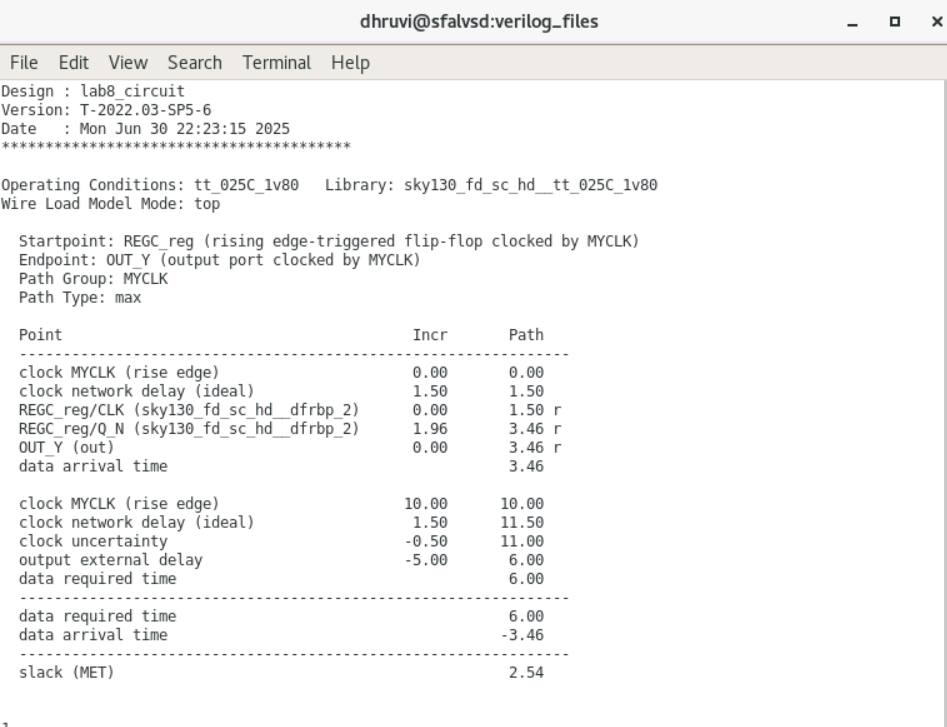 dhruvi@sfalvsd:verilog_files
File Edit View Search Terminal Help
Design : lab8_circuit
Version: T-2022.03-SP5-6
Date   : Mon Jun 30 22:23:15 2025
****************************************
Operating Conditions: tt_025C_1v80   Library: sky130_fd_sc_hd__tt_025C_1v80
Wire Load Model Mode: top
Startpoint: REGC_reg (rising edge-triggered flip-flop clocked by MYCLK)
Endpoint: OUT_Y (output port clocked by MYCLK)
Path Group: MYCLK
Path Type: max
Point Incr Path
---------------------------------------------------------------
clock MYCLK (rise edge) 0.00 0.00
clock network delay (ideal) 1.50 1.50
REGC_reg/CLK (sky130_fd_sc_hd__dfrbp_2) 0.00 1.50 r
REGC_reg/Q_N (sky130_fd_sc_hd__dfrbp_2) 1.96 3.46 r
OUT_Y (out) 0.00 3.46 r
data arrival time 3.46
clock MYCLK (rise edge) 10.00 10.00
clock network delay (ideal) 1.50 11.50
clock uncertainty -0.50 11.00
output external delay -5.00 6.00
data required time 6.00
---------------------------------------------------------------
data required time 6.00
data arrival time -3.46
---------------------------------------------------------------
slack (MET) 2.54